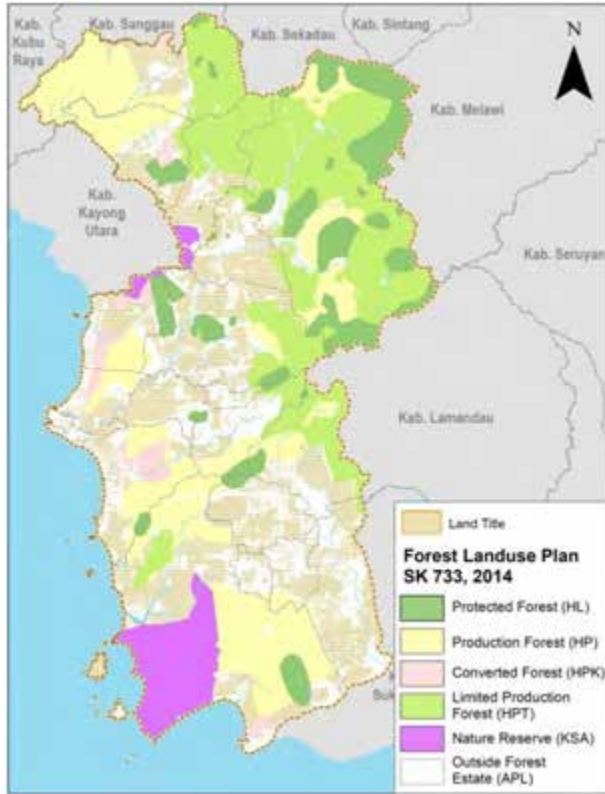 Kab. Sanggau
Kab. Sintang
Kab.
Kubu
Raya
Kab. Sekadau
N
Kab. Melawi
Kab.
Kayong
Utara
Kab. Seruyan
Kab. Lamandau
Land Title
Forest Landuse Plan
SK 733, 2014
Protected Forest (HL)
Production Forest (HP)
Converted Forest (HPK)
Limited Production
Forest (HPT)
Nature Reserve (KSA)
Outside Forest
Estate (APL)